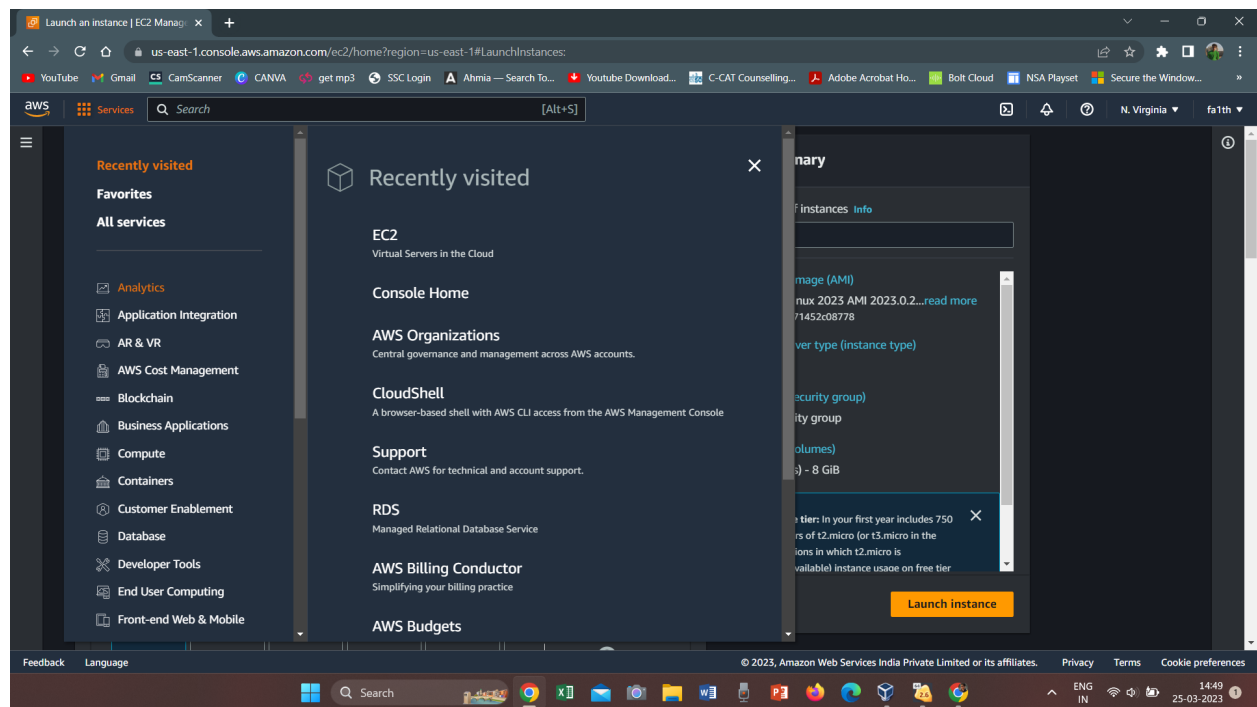 Launch an instance | EC2 Manag
us-east-1.console.aws.amazon.com/ec2/home?region=us-east-1#LaunchInstances:
YouTube Gmail CS CamScanner CANVA get mp3 SSC Login Ahmia — Search To... Youtube Download... C-CAT Counselling... Adobe Acrobat Ho... Bolt Cloud NSA Playset Secure the Window... »
aws Services Search [Alt+S] N. Virginia ▼ fa1th ▼
Recently visited
Favorites
All services
Analytics
Application Integration
AR & VR
AWS Cost Management
Blockchain
Business Applications
Compute
Containers
Customer Enablement
Database
Developer Tools
End User Computing
Front-end Web & Mobile
Recently visited
EC2
Virtual Servers in the Cloud
Console Home
AWS Organizations
Central governance and management across AWS accounts.
CloudShell
A browser-based shell with AWS CLI access from the AWS Management Console
Support
Contact AWS for technical and account support.
RDS
Managed Relational Database Service
AWS Billing Conductor
Simplifying your billing practice
AWS Budgets
nary
f instances Info
mage (AMI)
nux 2023 AMI 2023.0.2...read more
71452c08778
ver type (instance type)
ecurity group)
ity group
olumes)
s) - 8 GiB
e tier: In your first year includes 750
rs of t2.micro (or t3.micro in the
ions in which t2.micro is
vailable) instance usage on free tier
Launch instance
Feedback Language © 2023, Amazon Web Services India Private Limited or its affiliates. Privacy Terms Cookie preferences
Search ENG 14:49
IN 25-03-2023 1